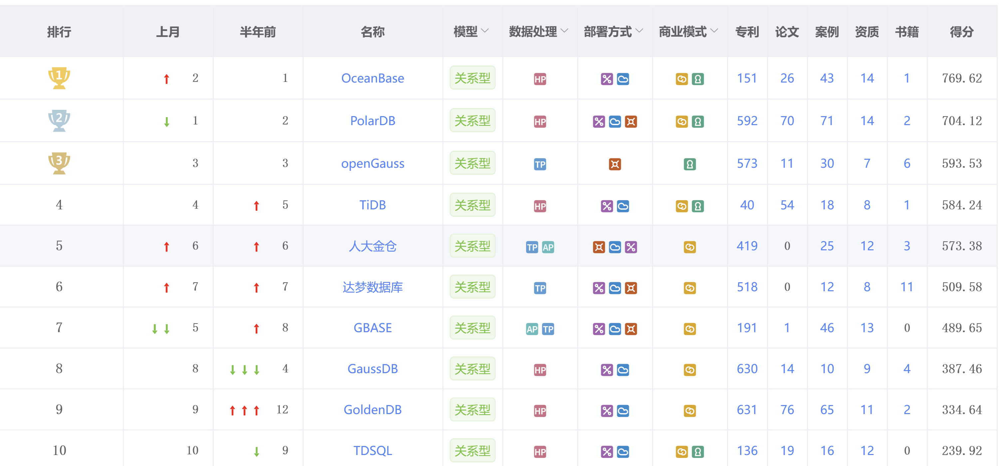 排行 上月 半年前 名称 模型 数据处理 部署方式 商业模式 专利 论文 案例 资质 书籍 得分
1 2 1 OceanBase 关系型 HP 151 26 43 14 1 769.62
2 1 2 PolarDB 关系型 HP 592 70 71 14 2 704.12
3 3 3 openGauss 关系型 TP 573 11 30 7 6 593.53
4 4 5 TiDB 关系型 HP 40 54 18 8 1 584.24
5 6 6 人大金仓 关系型 TP AP 419 0 25 12 3 573.38
6 7 7 达梦数据库 关系型 TP 518 0 12 8 11 509.58
7 5 8 GBASE 关系型 AP TP 191 1 46 13 0 489.65
8 8 4 GaussDB 关系型 HP 630 14 10 9 4 387.46
9 9 12 GoldenDB 关系型 HP 631 76 65 11 2 334.64
10 10 9 TDSQL 关系型 HP 136 19 16 12 0 239.92